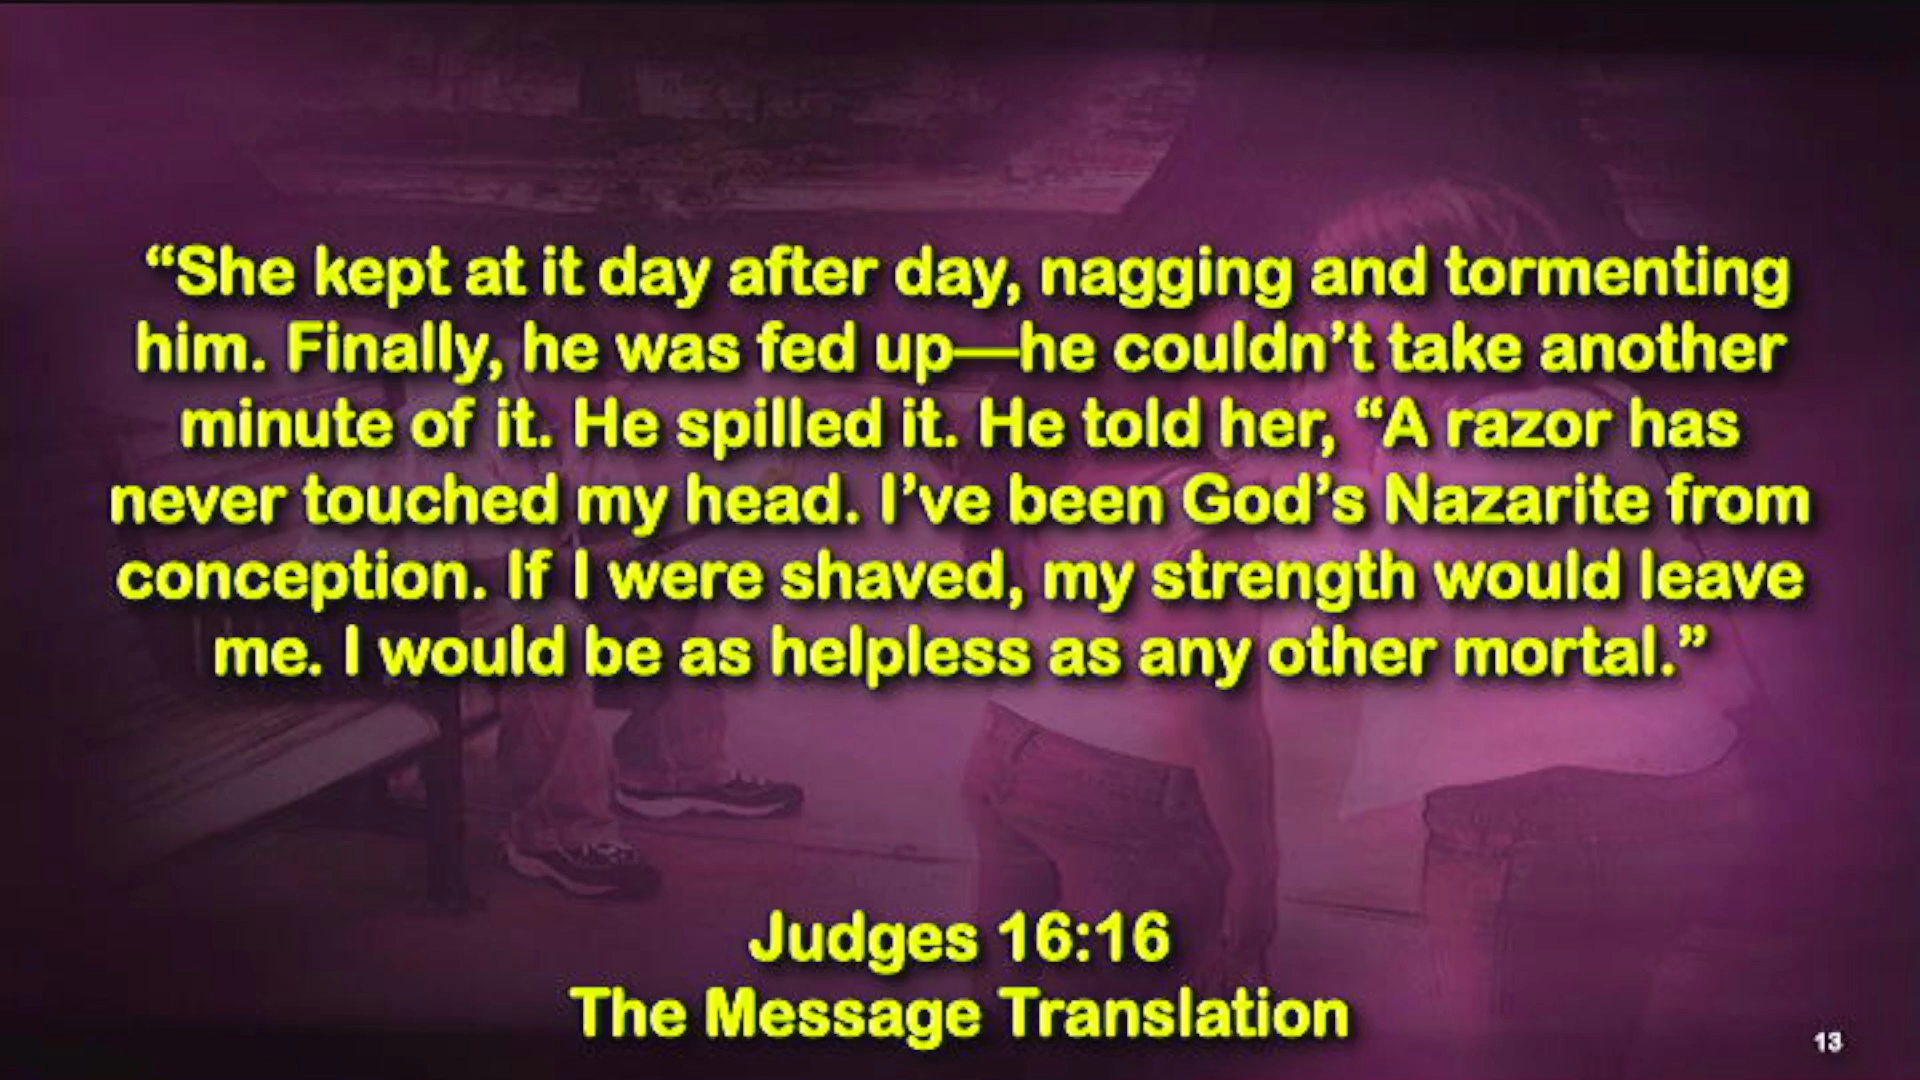 “She kept at it day after day, nagging and tormenting
him. Finally, he was fed up—he couldn’t take another
minute of it. He spilled it. He told her, “A razor has
never touched my head. I’ve been God’s Nazarite from
conception. If I were shaved, my strength would leave
me. I would be as helpless as any other mortal.”
Judges 16:16
The Message Translation
13